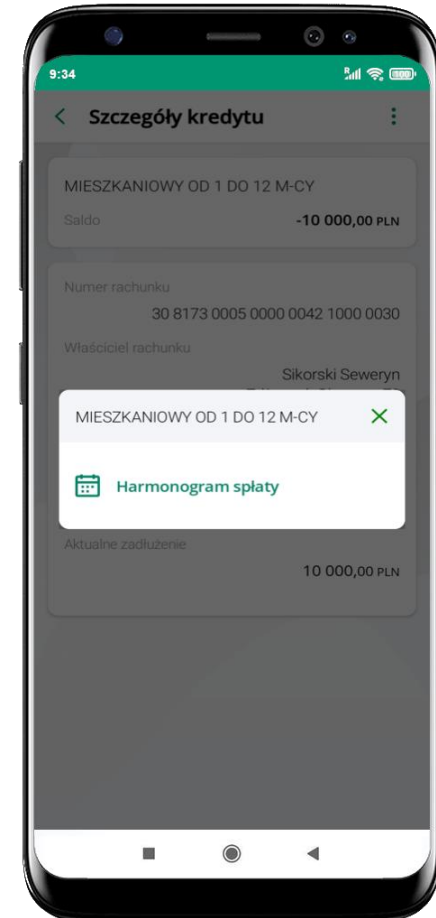 9:34
R
100
Szczegóły kredytu
MIESZKANIOWY OD 1 DO 12 M-CY
Saldo -10 000,00 PLN
Numer rachunku
30 8173 0005 0000 0042 1000 0030
Właściciel rachunku
Sikorski Seweryn
MIESZKANIOWY OD 1 DO 12 M-CY
Harmonogram spłaty
Aktualne zadłużenie
10 000,00 PLN